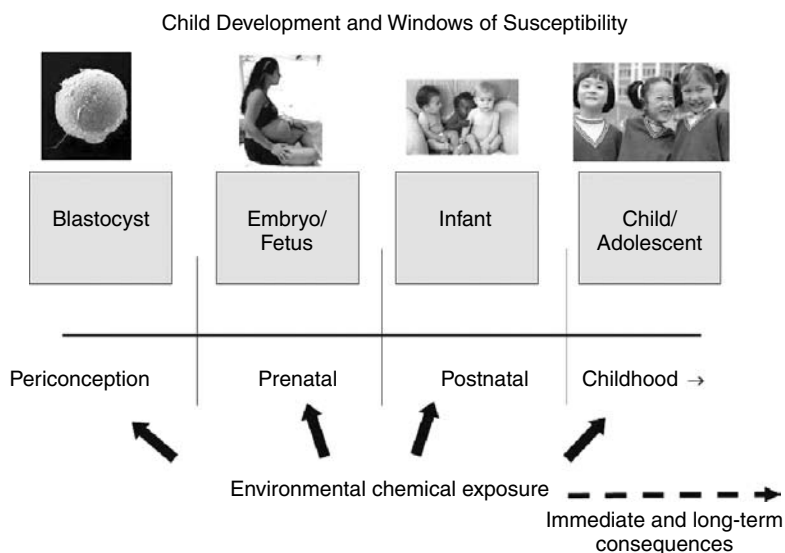 Child Development and Windows of Susceptibility
Blastocyst
Embryo/
Fetus
Infant
Child/
Adolescent
Periconception
Prenatal
Postnatal
Childhood →
Environmental chemical exposure
Immediate and long-term
consequences